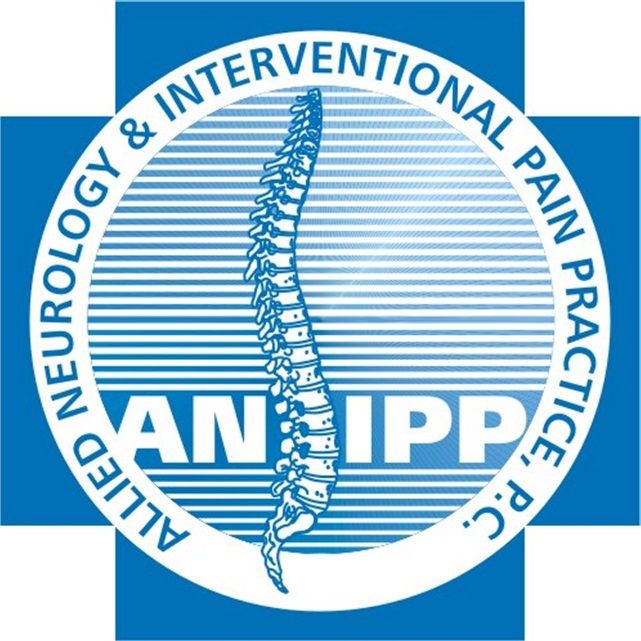 ALLIED NEUROLOGY & INTERVENTIONAL PAIN PRACTICE, P.C.
AN IPP